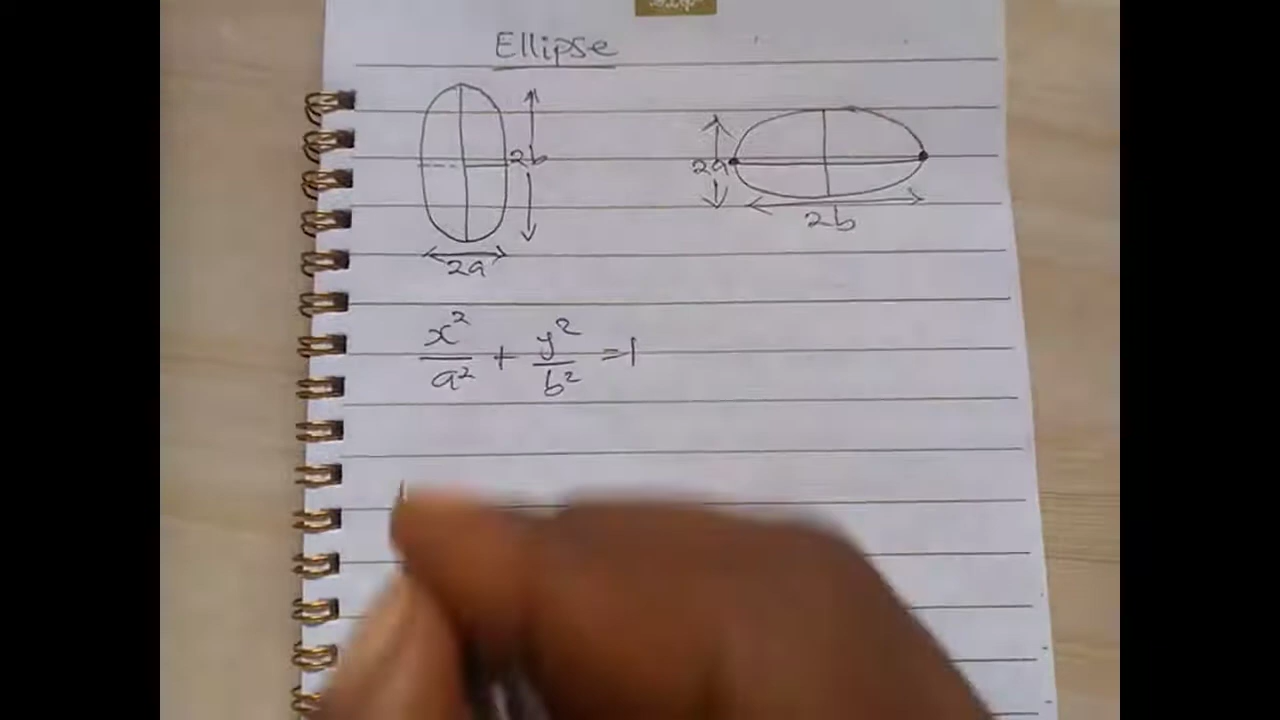 Ellipse
2b
2a
2a
2b
x²/a² + y²/b² = 1